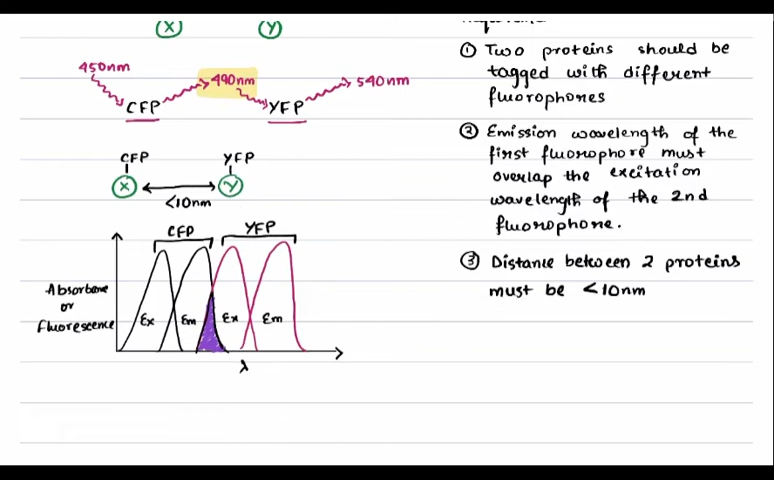 X Y
450nm 490nm 540nm
CFP YFP
CFP YFP
X Y
<10nm
CFP YFP
Absorbane
or
Fluorescence
Ex Em Ex Em
λ
① Two proteins should be
tagged with different
fluorophores
② Emission wavelength of the
first fluorophore must
overlap the excitation
wavelength of the 2nd
fluorophone.
③ Distance between 2 proteins
must be <10nm